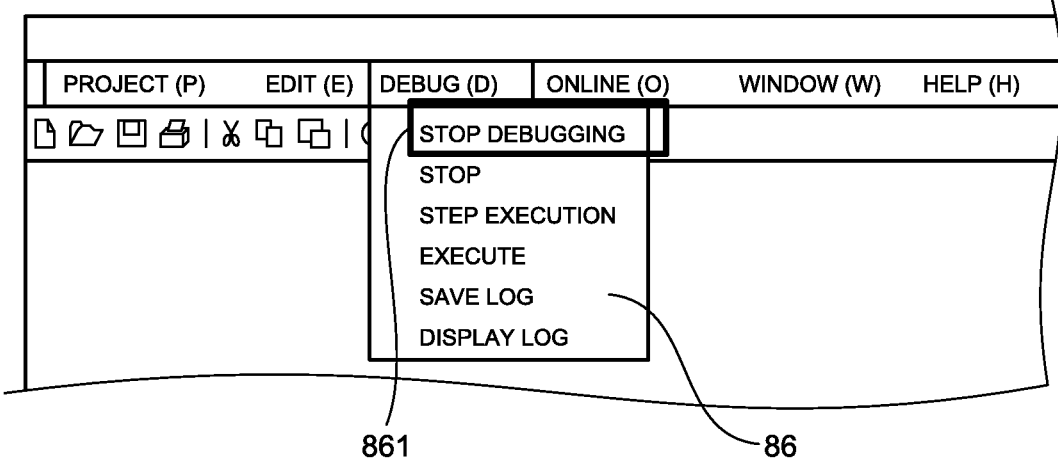 PROJECT (P) EDIT (E) DEBUG (D) ONLINE (O) WINDOW (W) HELP (H)
STOP DEBUGGING
STOP
STEP EXECUTION
EXECUTE
SAVE LOG
DISPLAY LOG
861 86